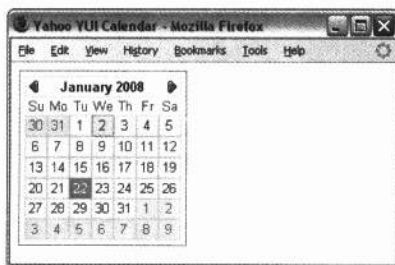 Yahoo YUI Calendar - Mozilla Firefox
File Edit View History Bookmarks Tools Help
January 2008
Su Mo Tu We Th Fr Sa
30 31 1 2 3 4 5
6 7 8 9 10 11 12
13 14 15 16 17 18 19
20 21 22 23 24 25 26
27 28 29 30 31 1 2
3 4 5 6 7 8 9